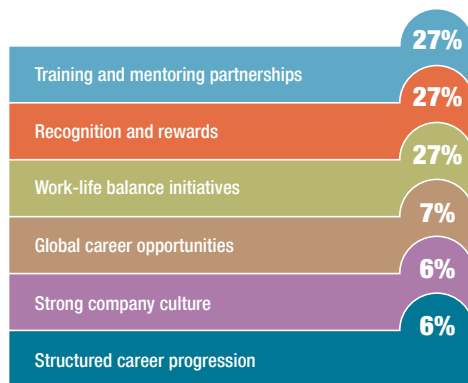 27%
Training and mentoring partnerships
27%
Recognition and rewards
27%
Work-life balance initiatives
7%
Global career opportunities
6%
Strong company culture
6%
Structured career progression